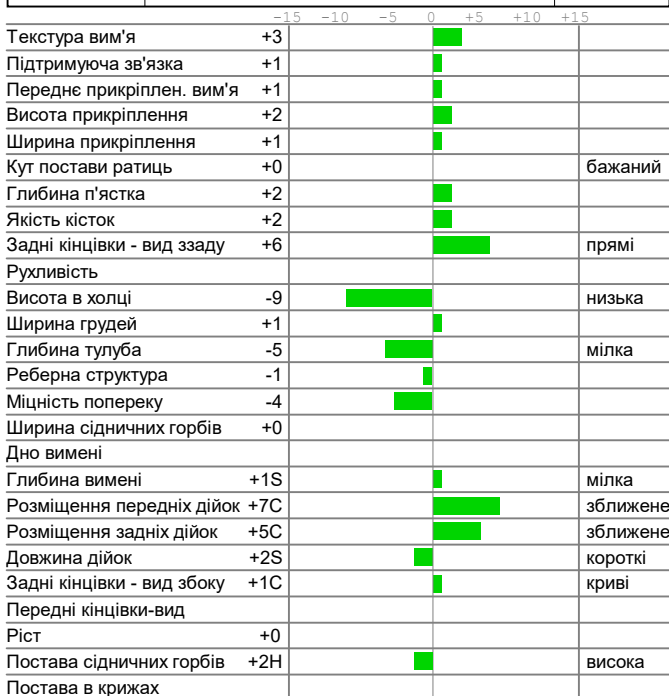 -15 -10 -5 0 +5 +10 +15
Текстура вим'я +3
Підтримуюча зв'язка +1
Переднє прикріплен. вим'я +1
Висота прикріплення +2
Ширина прикріплення +1
Кут постави ратиць +0 бажаний
Глибина п'ястка +2
Якість кісток +2
Задні кінцівки - вид ззаду +6 прямі
Рухливість
Висота в холці -9 низька
Ширина грудей +1
Глибина тулуба -5 мілка
Реберна структура -1
Міцність попереку -4
Ширина сідничних горбів +0
Дно вимені
Глибина вимені +1S мілка
Розміщення передніх дійок +7C зближене
Розміщення задніх дійок +5C зближене
Довжина дійок +2S короткі
Задні кінцівки - вид збоку +1C криві
Передні кінцівки-вид
Ріст +0
Постава сідничних горбів +2H висока
Постава в крижах